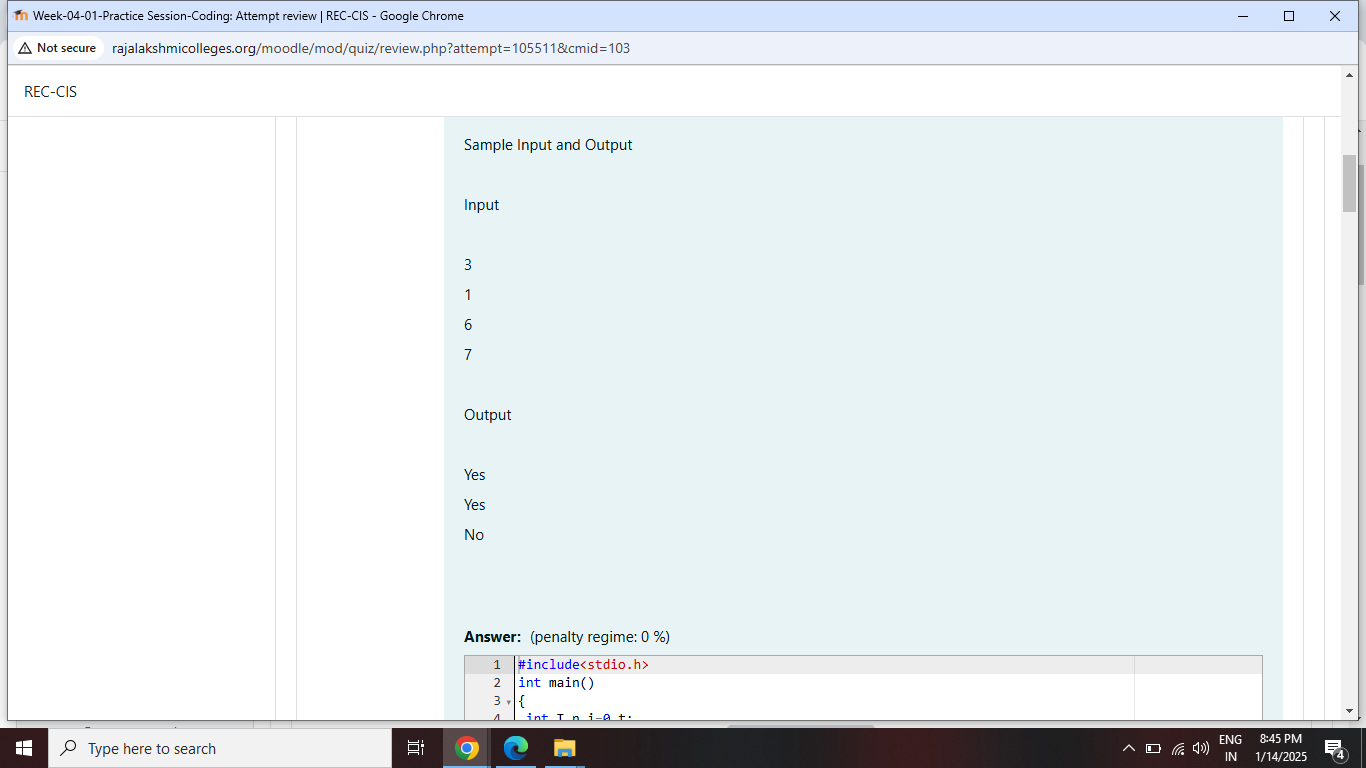 Week-04-01-Practice Session-Coding: Attempt review | REC-CIS - Google Chrome
Not secure rajalakshmicolleges.org/moodle/mod/quiz/review.php?attempt=105511&cmid=103
REC-CIS
Sample Input and Output
Input
3
1
6
7
Output
Yes
Yes
No
Answer: (penalty regime: 0 %)
1 #include<stdio.h>
2 int main()
3 {
4 int T,n,i=0,t;
Type here to search
ENG
IN
8:45 PM
1/14/2025
4